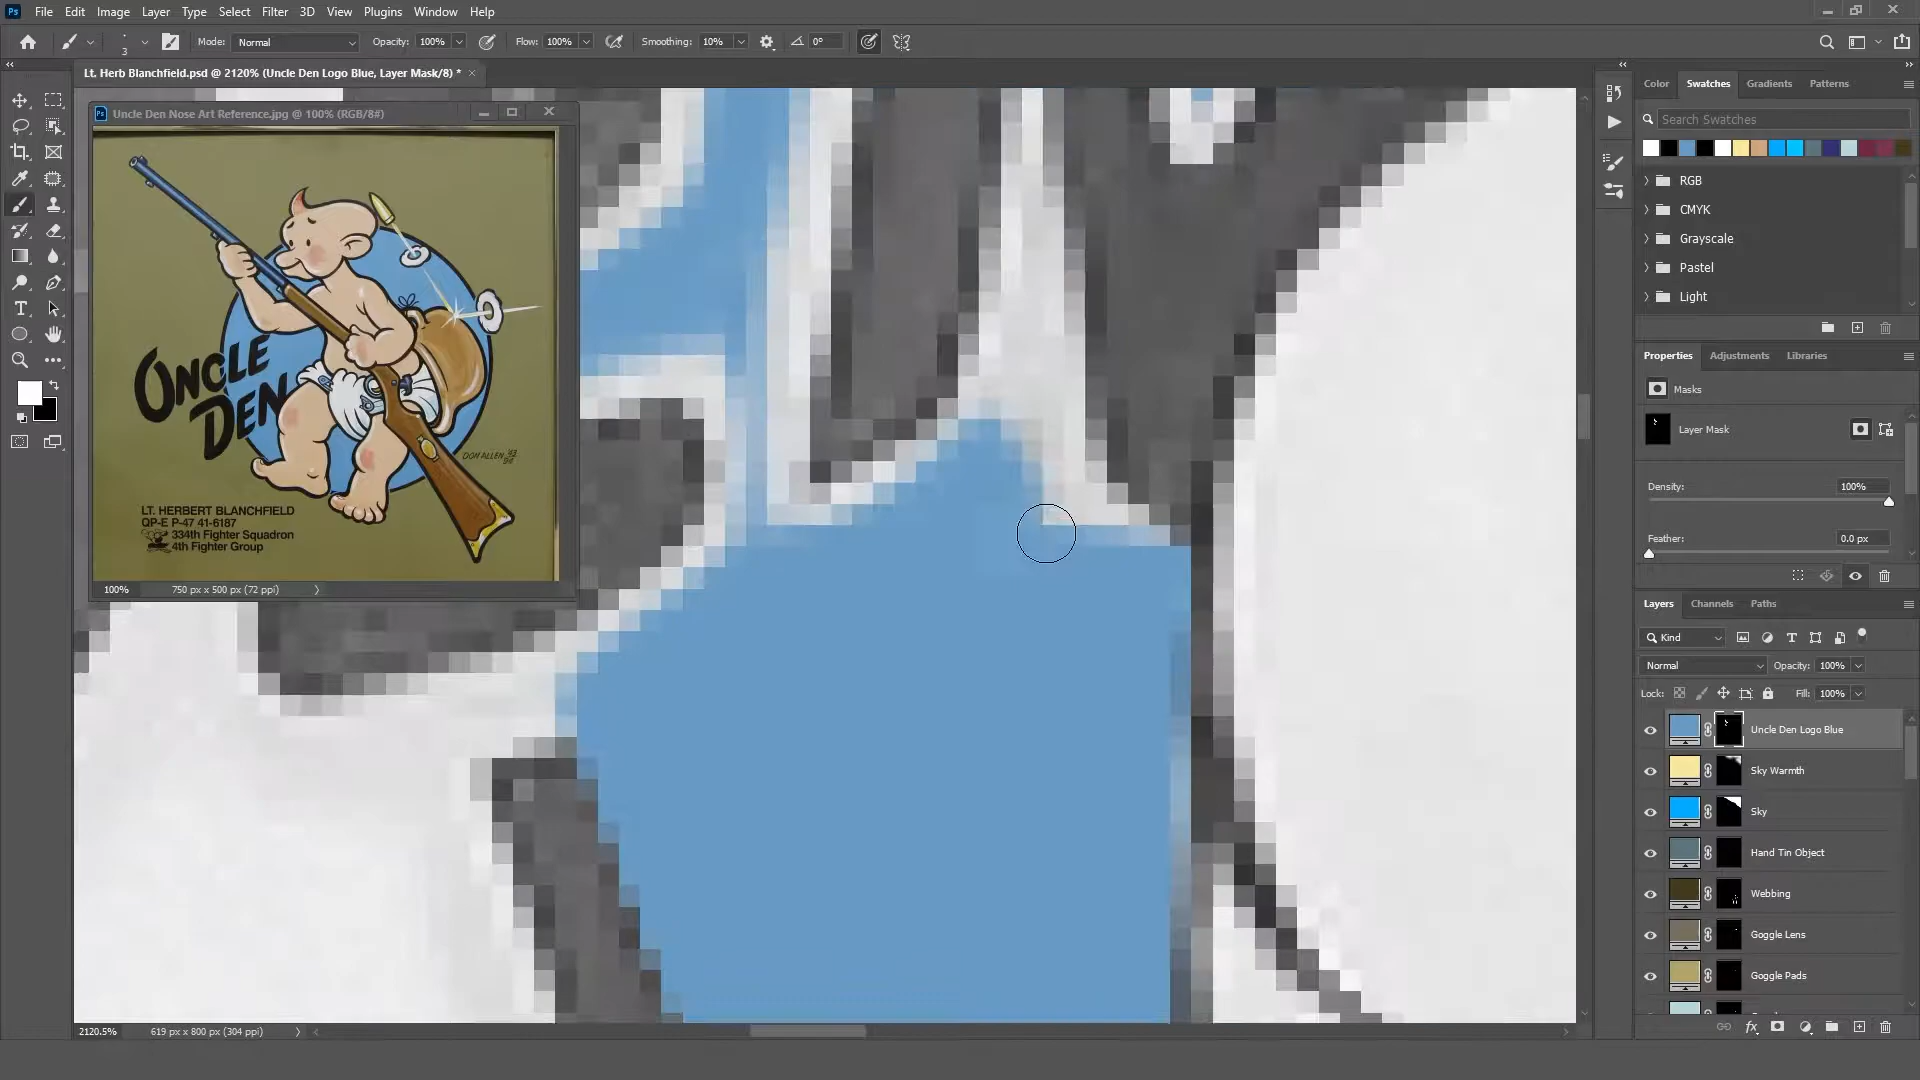 Ps File Edit Image Layer Type Select Filter 3D View Plugins Window Help
3 Mode: Normal Opacity: 100% Flow: 100% Smoothing: 10% 0°
Lt. Herb Blanchfield.psd @ 2120% (Uncle Den Logo Blue, Layer Mask/8) *
Uncle Den Nose Art Reference.jpg @ 100% (RGB/8#)
UNCLE
DEN
DON ALLEN '43
LT. HERBERT BLANCHFIELD
QP-E P-47 41-6187
334th Fighter Squadron
4th Fighter Group
100% 750 px x 500 px (72 ppi)
2120.5% 619 px x 800 px (304 ppi)
Color Swatches Gradients Patterns
Search Swatches
RGB
CMYK
Grayscale
Pastel
Light
Properties Adjustments Libraries
Masks
Layer Mask
Density: 100%
Feather: 0.0 px
Layers Channels Paths
Kind
Normal Opacity: 100%
Lock: Fill: 100%
Uncle Den Logo Blue
Sky Warmth
Sky
Hand Tin Object
Webbing
Goggle Lens
Goggle Pads